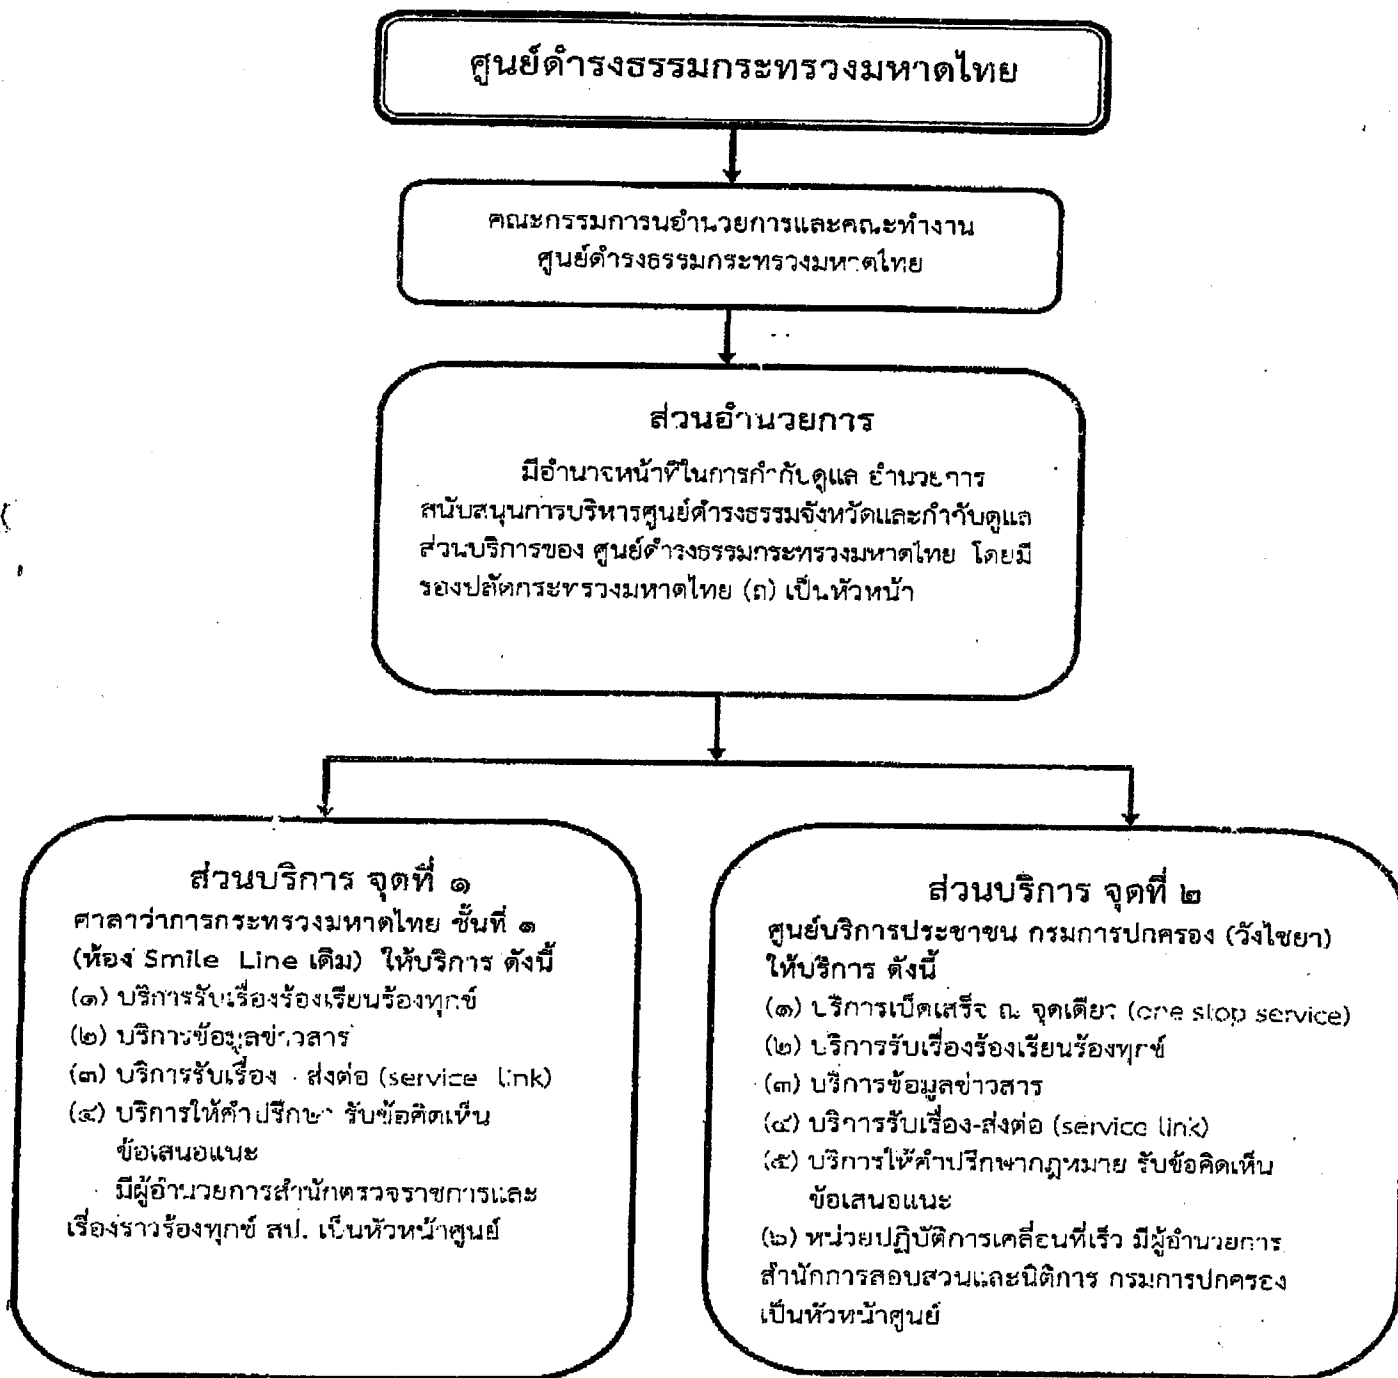 ศูนย์ดำรงธรรมกระทรวงมหาดไทย
คณะกรรมการนอำนวยการและคณะทำงาน
ศูนย์ดำรงธรรมกระทรวงมหาดไทย
ส่วนอำนวยการ
มีอำนาจหน้าที่ในการกำกับดูแล อำนวยการ
สนับสนุนการบริหารศูนย์ดำรงธรรมจังหวัดและกำกับดูแล
ส่วนบริการของ ศูนย์ดำรงธรรมกระทรวงมหาดไทย โดยมี
รองปลัดกระทรวงมหาดไทย (ถ) เป็นหัวหน้า
ส่วนบริการ จุดที่ ๑
ศาลาว่าการกระทรวงมหาดไทย ชั้นที่ ๑
(ห้อง Smile Line เดิม) ให้บริการ ดังนี้
(๑) บริการรับเรื่องร้องเรียนร้องทุกข์
(๒) บริการข้อมูลข่าวสาร
(๓) บริการรับเรื่อง - ส่งต่อ (service link)
(๔) บริการให้คำปรึกษา รับข้อคิดเห็น
ข้อเสนอแนะ
มีผู้อำนวยการสำนักตรวจราชการและ
เรื่องราวร้องทุกข์ สป. เป็นหัวหน้าศูนย์
ส่วนบริการ จุดที่ ๒
ศูนย์บริการประชาชน กรมการปกครอง (วังไชยา)
ให้บริการ ดังนี้
(๑) บริการเบ็ดเสร็จ ณ จุดเดียว (one stop service)
(๒) บริการรับเรื่องร้องเรียนร้องทุกข์
(๓) บริการข้อมูลข่าวสาร
(๔) บริการรับเรื่อง-ส่งต่อ (service link)
(๕) บริการให้คำปรึกษากฎหมาย รับข้อคิดเห็น
ข้อเสนอแนะ
(๖) หน่วยปฏิบัติการเคลื่อนที่เร็ว มีผู้อำนวยการ
สำนักการสอบสวนและนิติการ กรมการปกครอง
เป็นหัวหน้าศูนย์